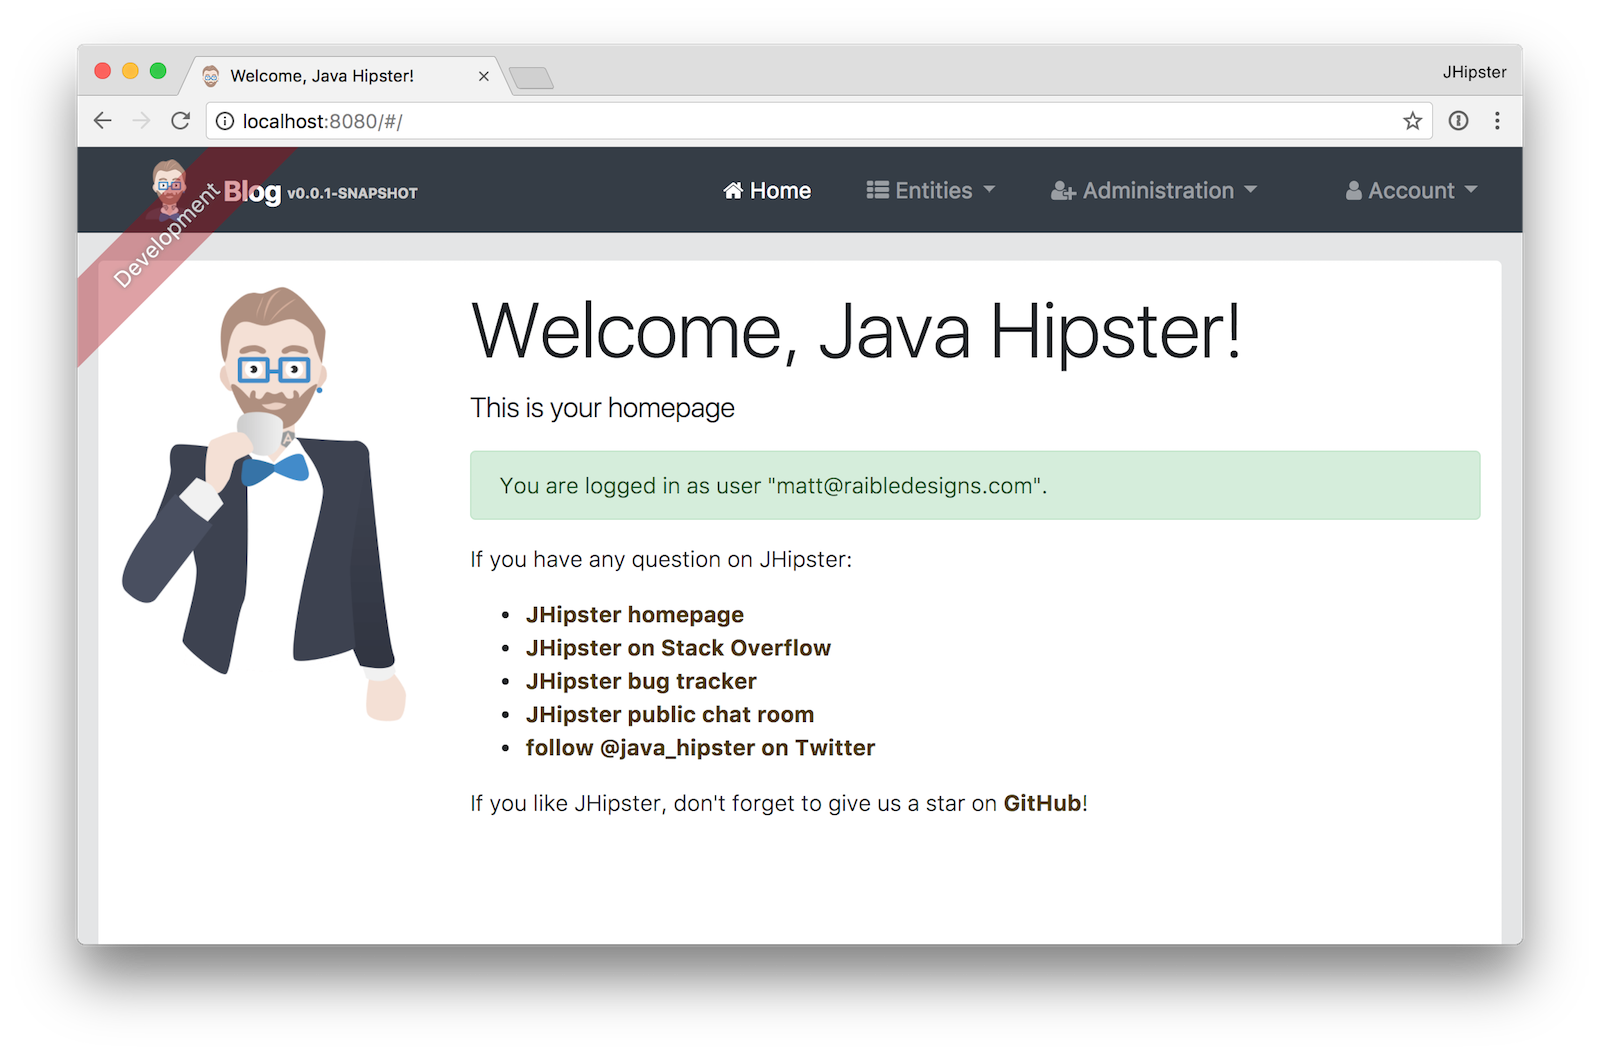 Welcome, Java Hipster!
JHipster
localhost:8080/#/
Development
Blog v0.0.1-SNAPSHOT
Home
Entities
Administration
Account
Welcome, Java Hipster!
This is your homepage
You are logged in as user "matt@raibledesigns.com".
If you have any question on JHipster:
• JHipster homepage
• JHipster on Stack Overflow
• JHipster bug tracker
• JHipster public chat room
• follow @java_hipster on Twitter
If you like JHipster, don't forget to give us a star on GitHub!
A